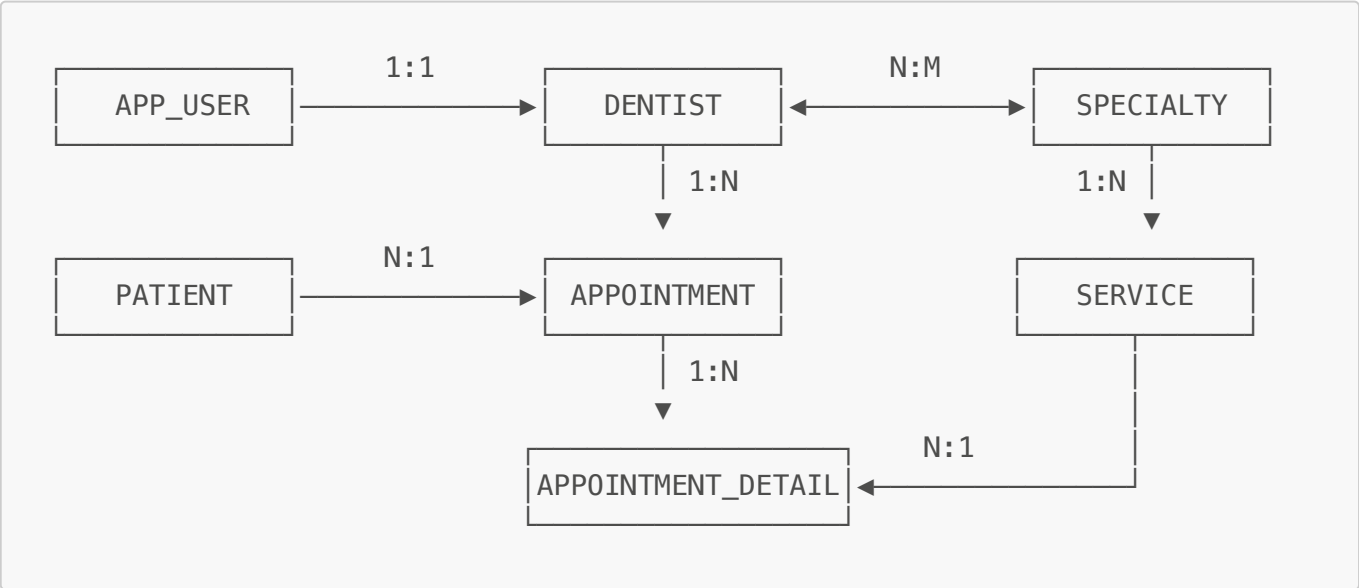 1:1 N:M
APP_USER DENTIST SPECIALTY
1:N 1:N
N:1
PATIENT APPOINTMENT SERVICE
1:N
N:1
APPOINTMENT_DETAIL